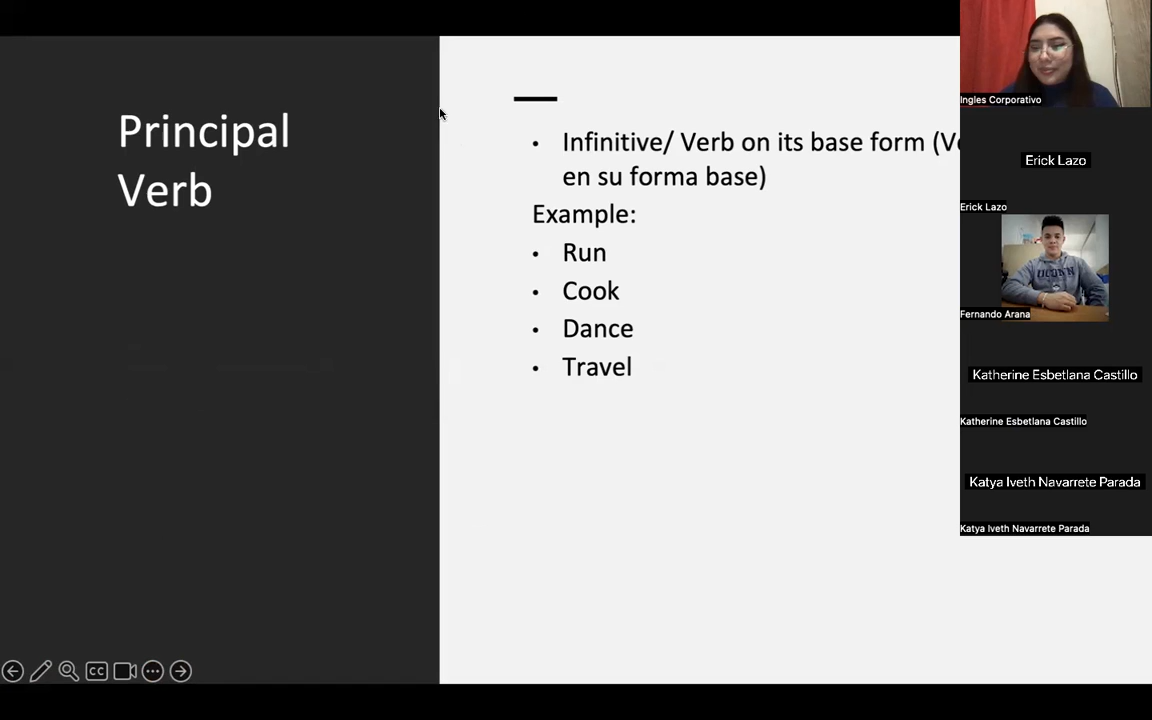 Principal
Verb
• Infinitive/ Verb on its base form
en su forma base)
Example:
• Run
• Cook
• Dance
• Travel
CC
Ingles Corporativo
Erick Lazo
Erick Lazo
UCONN
Fernando Arana
Katherine Esbetlana Castillo
Katherine Esbetlana Castillo
Katya Iveth Navarrete Parada
Katya Iveth Navarrete Parada